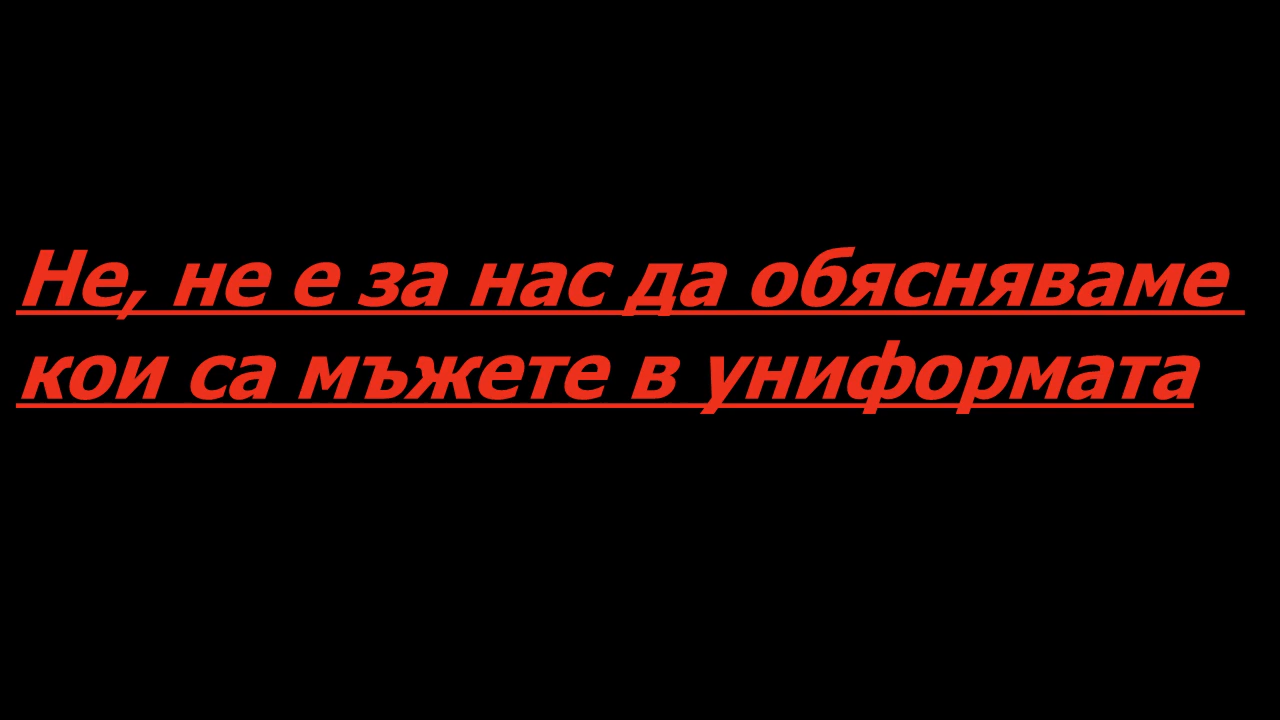 Не, не е за нас да обясняваме
кои са мъжете в униформата